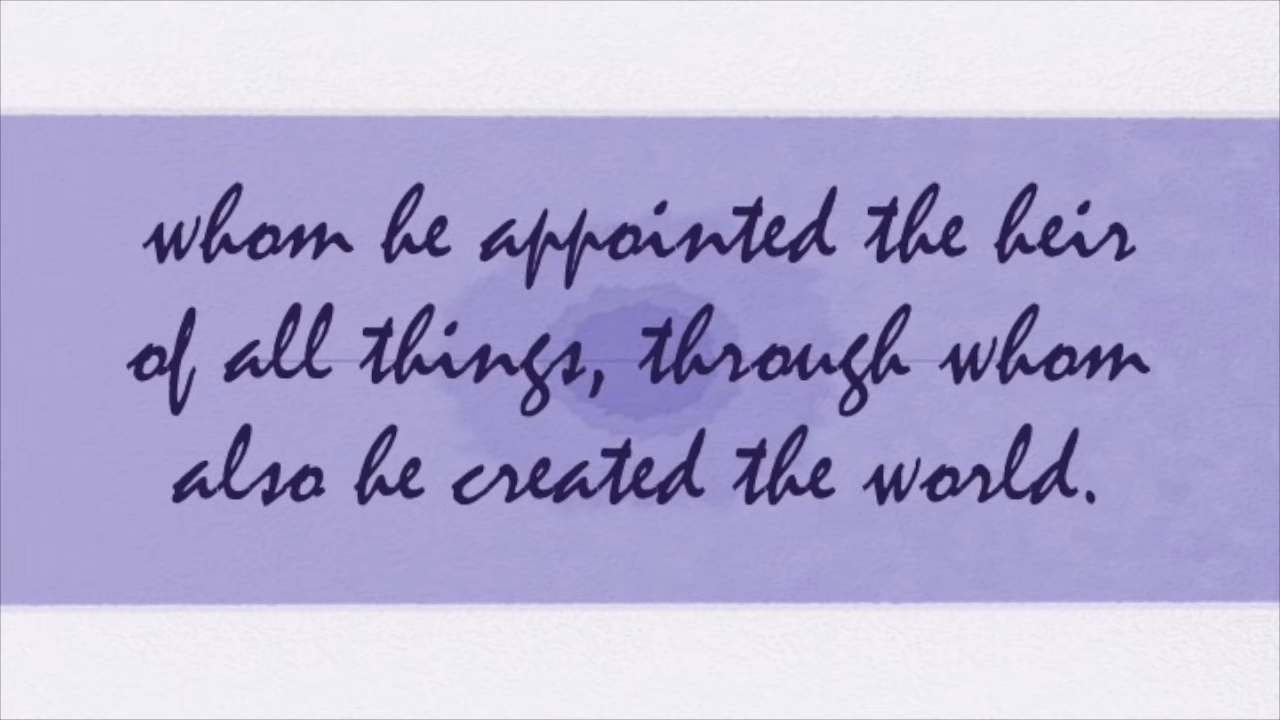 whom he appointed the heir
of all things, through whom
also he created the world.